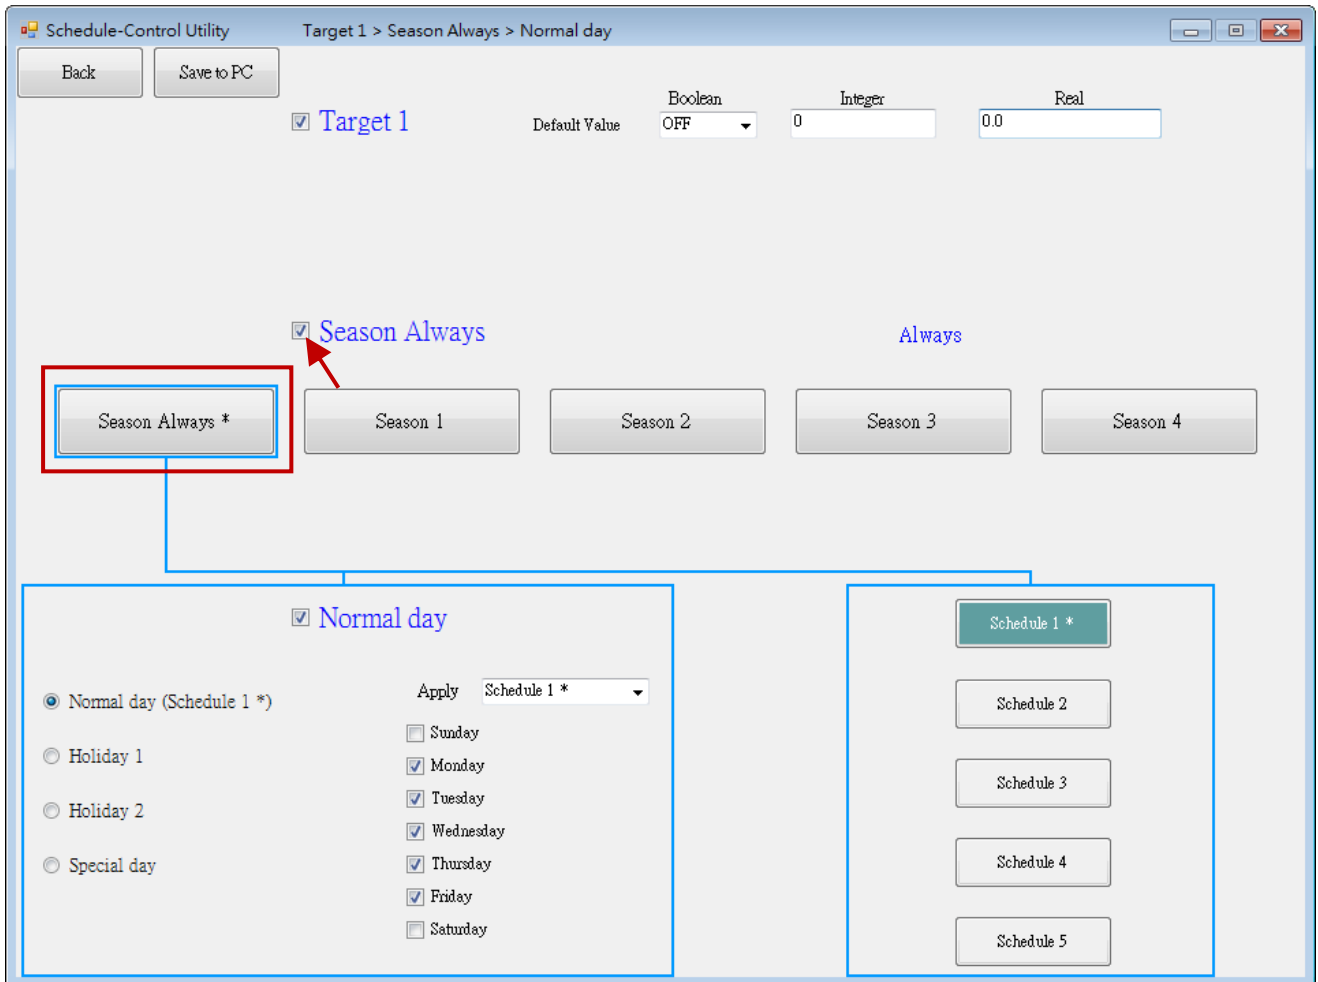 Schedule-Control Utility Target 1 > Season Always > Normal day
Back Save to PC
Boolean Integer Real
Target 1 Default Value OFF 0 0.0
Season Always Always
Season Always * Season 1 Season 2 Season 3 Season 4
Normal day
Schedule 1 *
Normal day (Schedule 1 *)
Holiday 1
Holiday 2
Special day
Apply Schedule 1 *
Sunday
Monday
Tuesday
Wednesday
Thursday
Friday
Saturday
Schedule 2
Schedule 3
Schedule 4
Schedule 5